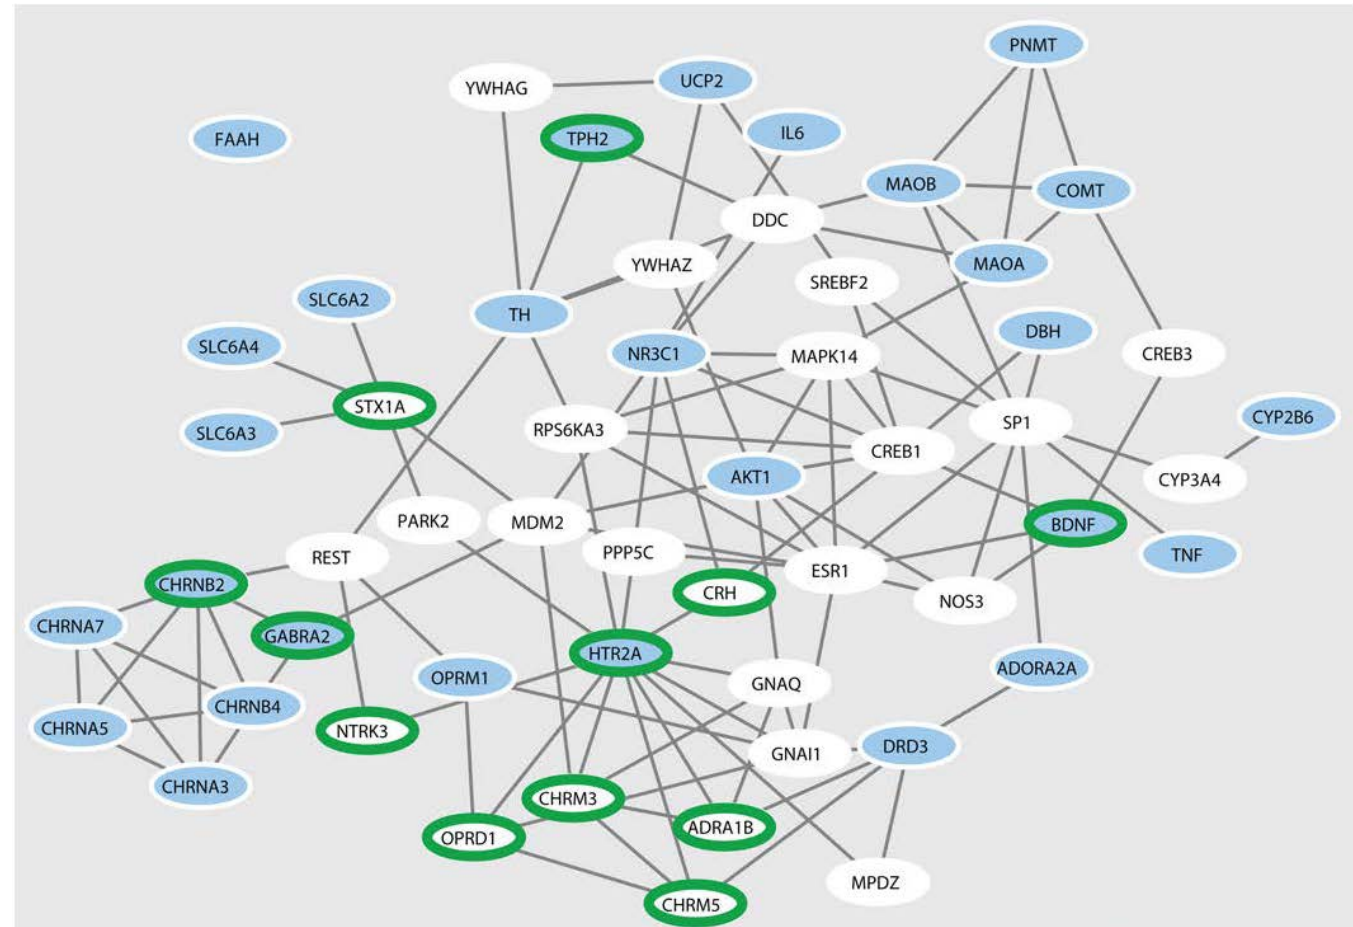 PNMT
UCP2
YWHAG
IL6
TPH2
FAAH
MAOB
COMT
DDC
YWHAZ
MAOA
SREBF2
SLC6A2
TH
DBH
SLC6A4
NR3C1
MAPK14
CREB3
STX1A
CYP2B6
SLC6A3
RPS6KA3
SP1
CREB1
AKT1
CYP3A4
PARK2
MDM2
BDNF
REST
PPP5C
TNF
ESR1
CHRNB2
CRH
NOS3
CHRNA7
GABRA2
HTR2A
ADORA2A
OPRM1
GNAQ
CHRNB4
CHRNA5
NTRK3
DRD3
GNAI1
CHRNA3
CHRM3
ADRA1B
OPRD1
MPDZ
CHRM5